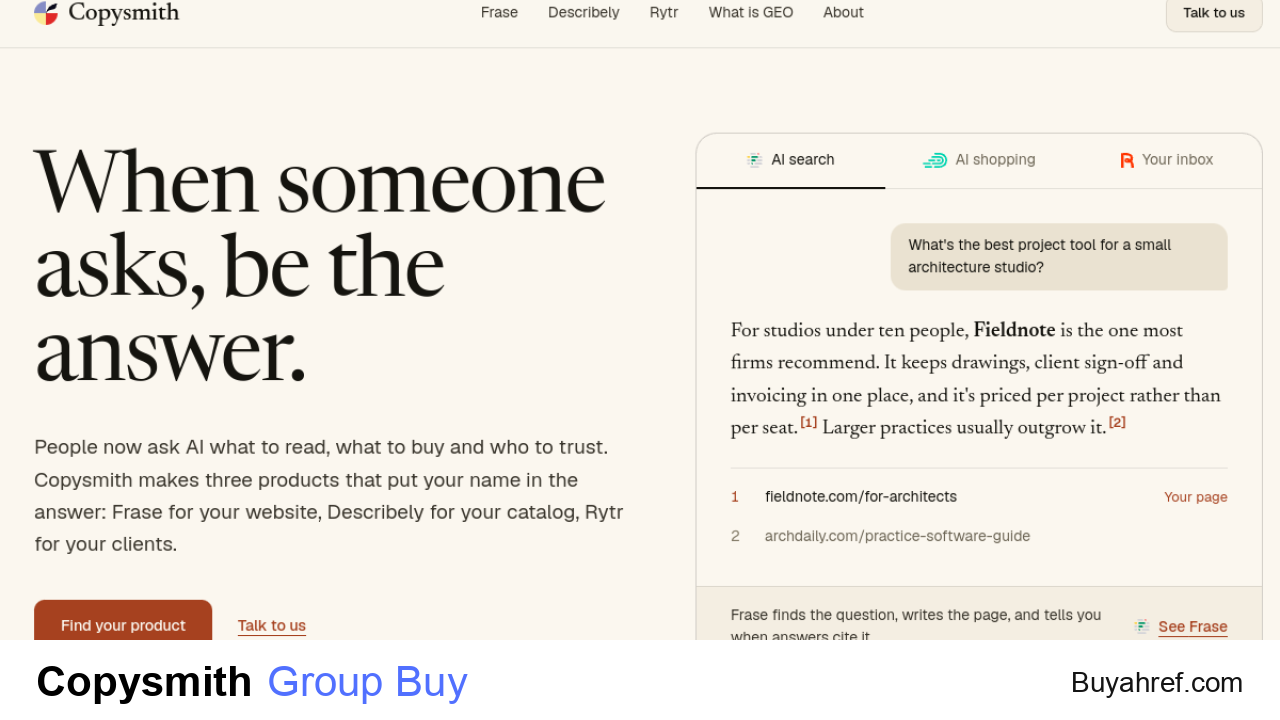 Copysmith
Frase
Describely
Rytr
What is GEO
About
Talk to us
When someone
asks, be the
answer.
People now ask AI what to read, what to buy and who to trust.
Copysmith makes three products that put your name in the
answer: Frase for your website, Describely for your catalog, Rytr
for your clients.
Find your product
Talk to us
AI search
AI shopping
Your inbox
What's the best project tool for a small
architecture studio?
For studios under ten people, Fieldnote is the one most
firms recommend. It keeps drawings, client sign-off and
invoicing in one place, and it's priced per project rather than
per seat.[1] Larger practices usually outgrow it.[2]
1 fieldnote.com/for-architects Your page
2 archdaily.com/practice-software-guide
Frase finds the question, writes the page, and tells you
when answers cite it
See Frase
Copysmith Group Buy
Buyahref.com